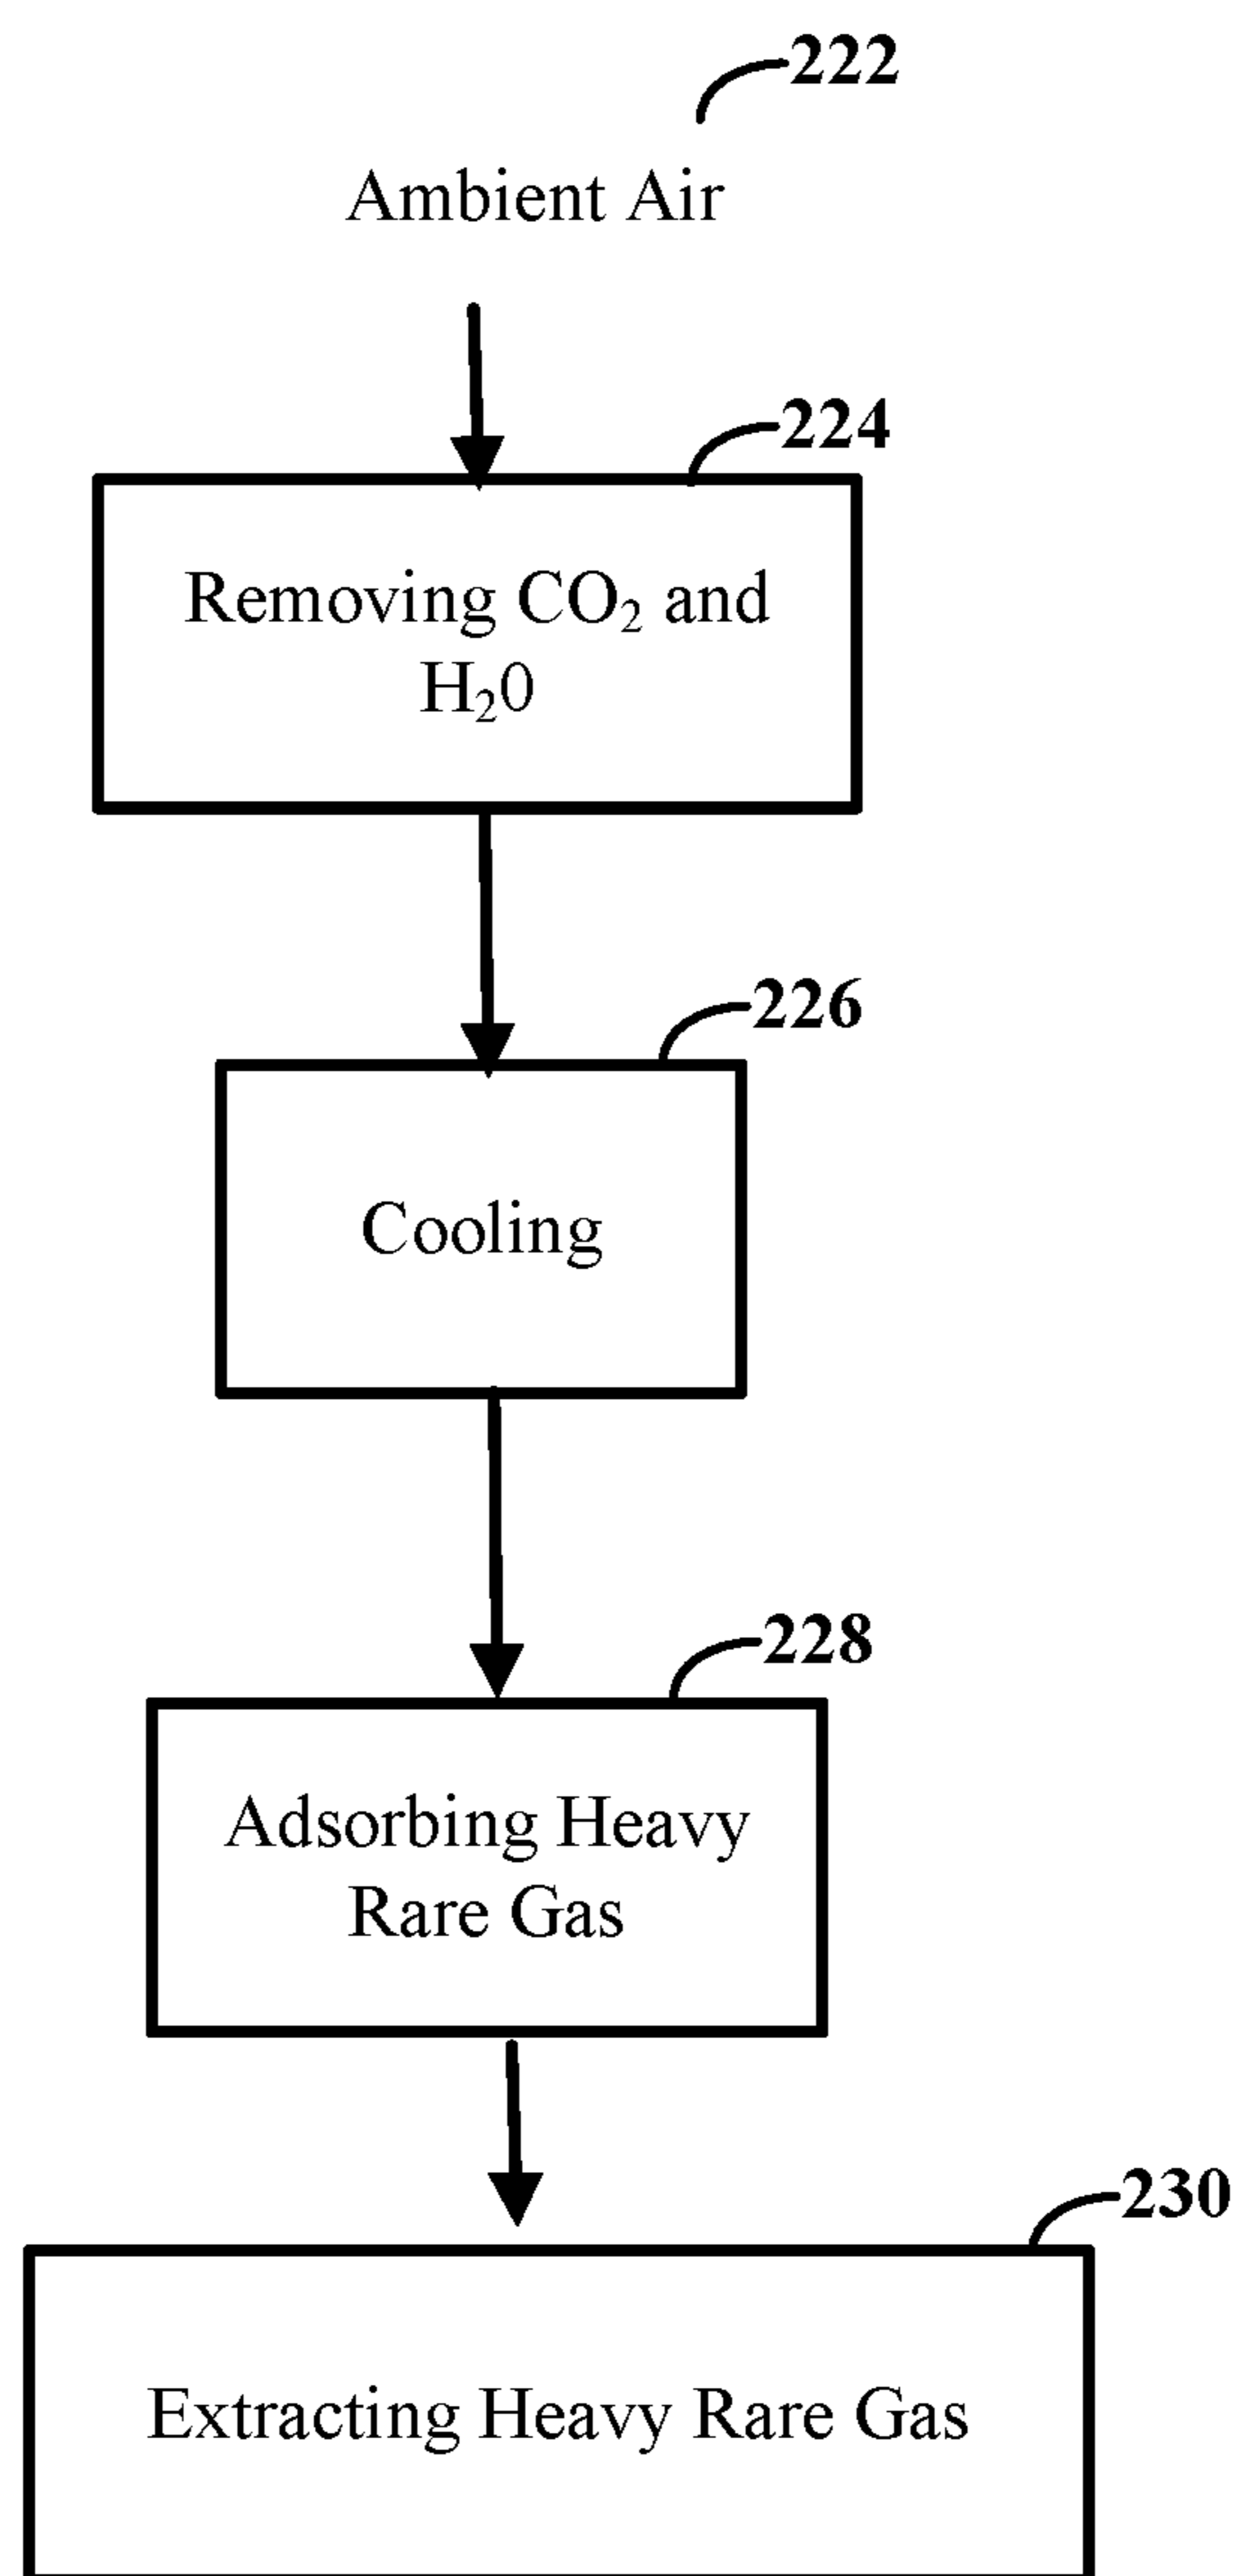 222
Ambient Air
224
Removing CO₂ and
H₂0
226
Cooling
228
Adsorbing Heavy
Rare Gas
230
Extracting Heavy Rare Gas